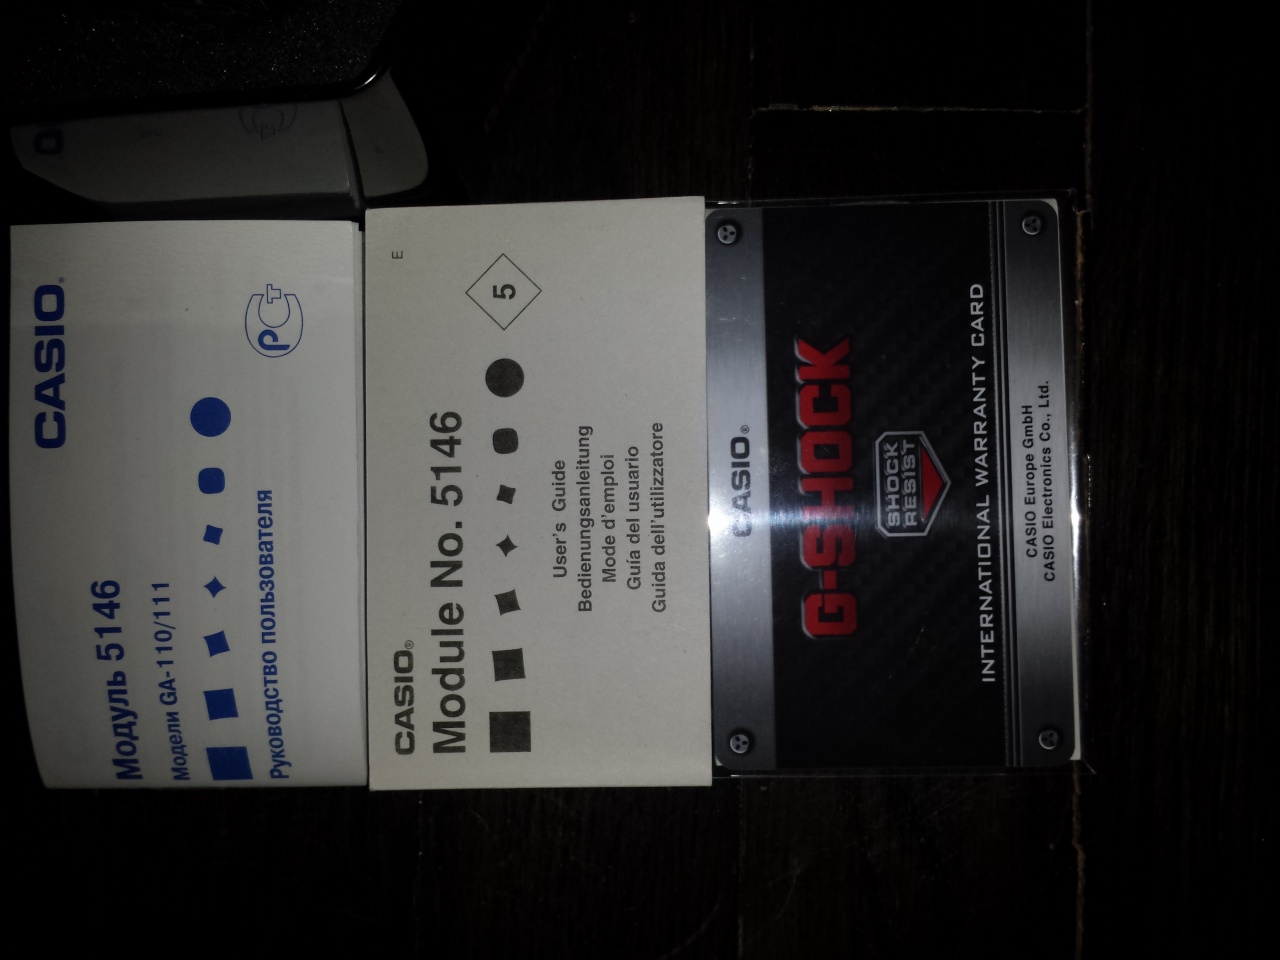 CASIO®
Модуль 5146
Модели GA-110/111
Руководство пользователя
РСТ
E
CASIO®
Module No. 5146
5
User's Guide
Bedienungsanleitung
Mode d'emploi
Guía del usuario
Guida dell'utilizzatore
CASIO®
G-SHOCK
SHOCK
RESIST
INTERNATIONAL WARRANTY CARD
CASIO Europe GmbH
CASIO Electronics Co., Ltd.